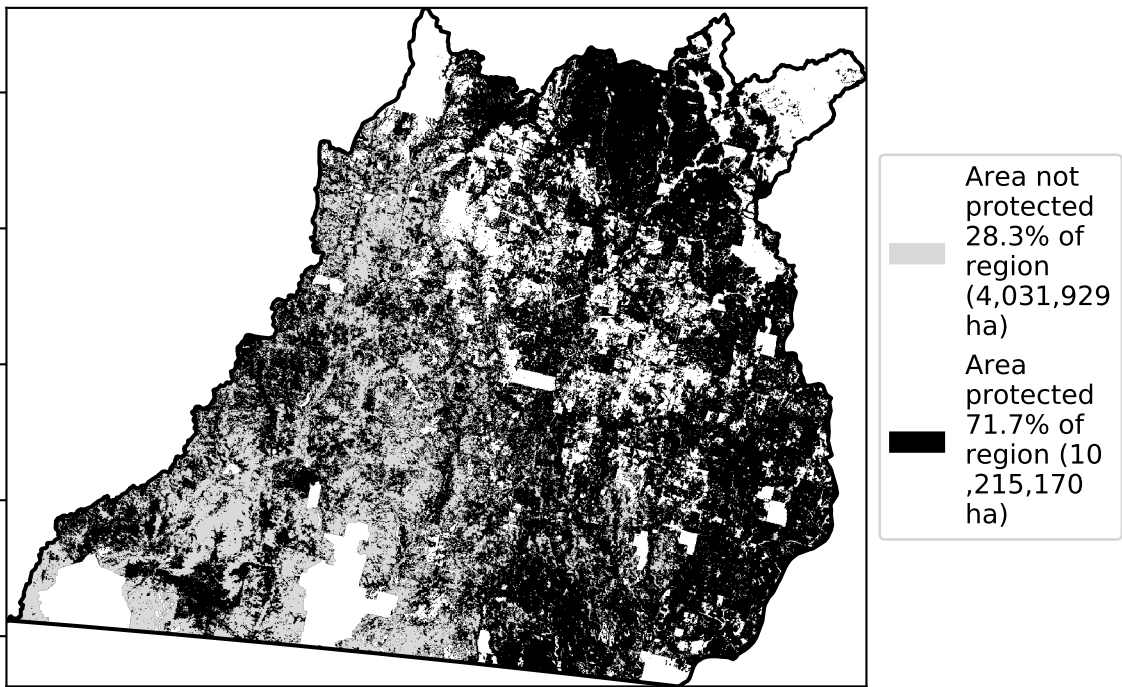 Area not
protected
28.3% of
region
(4,031,929
ha)
Area
protected
71.7% of
region (10
,215,170
ha)